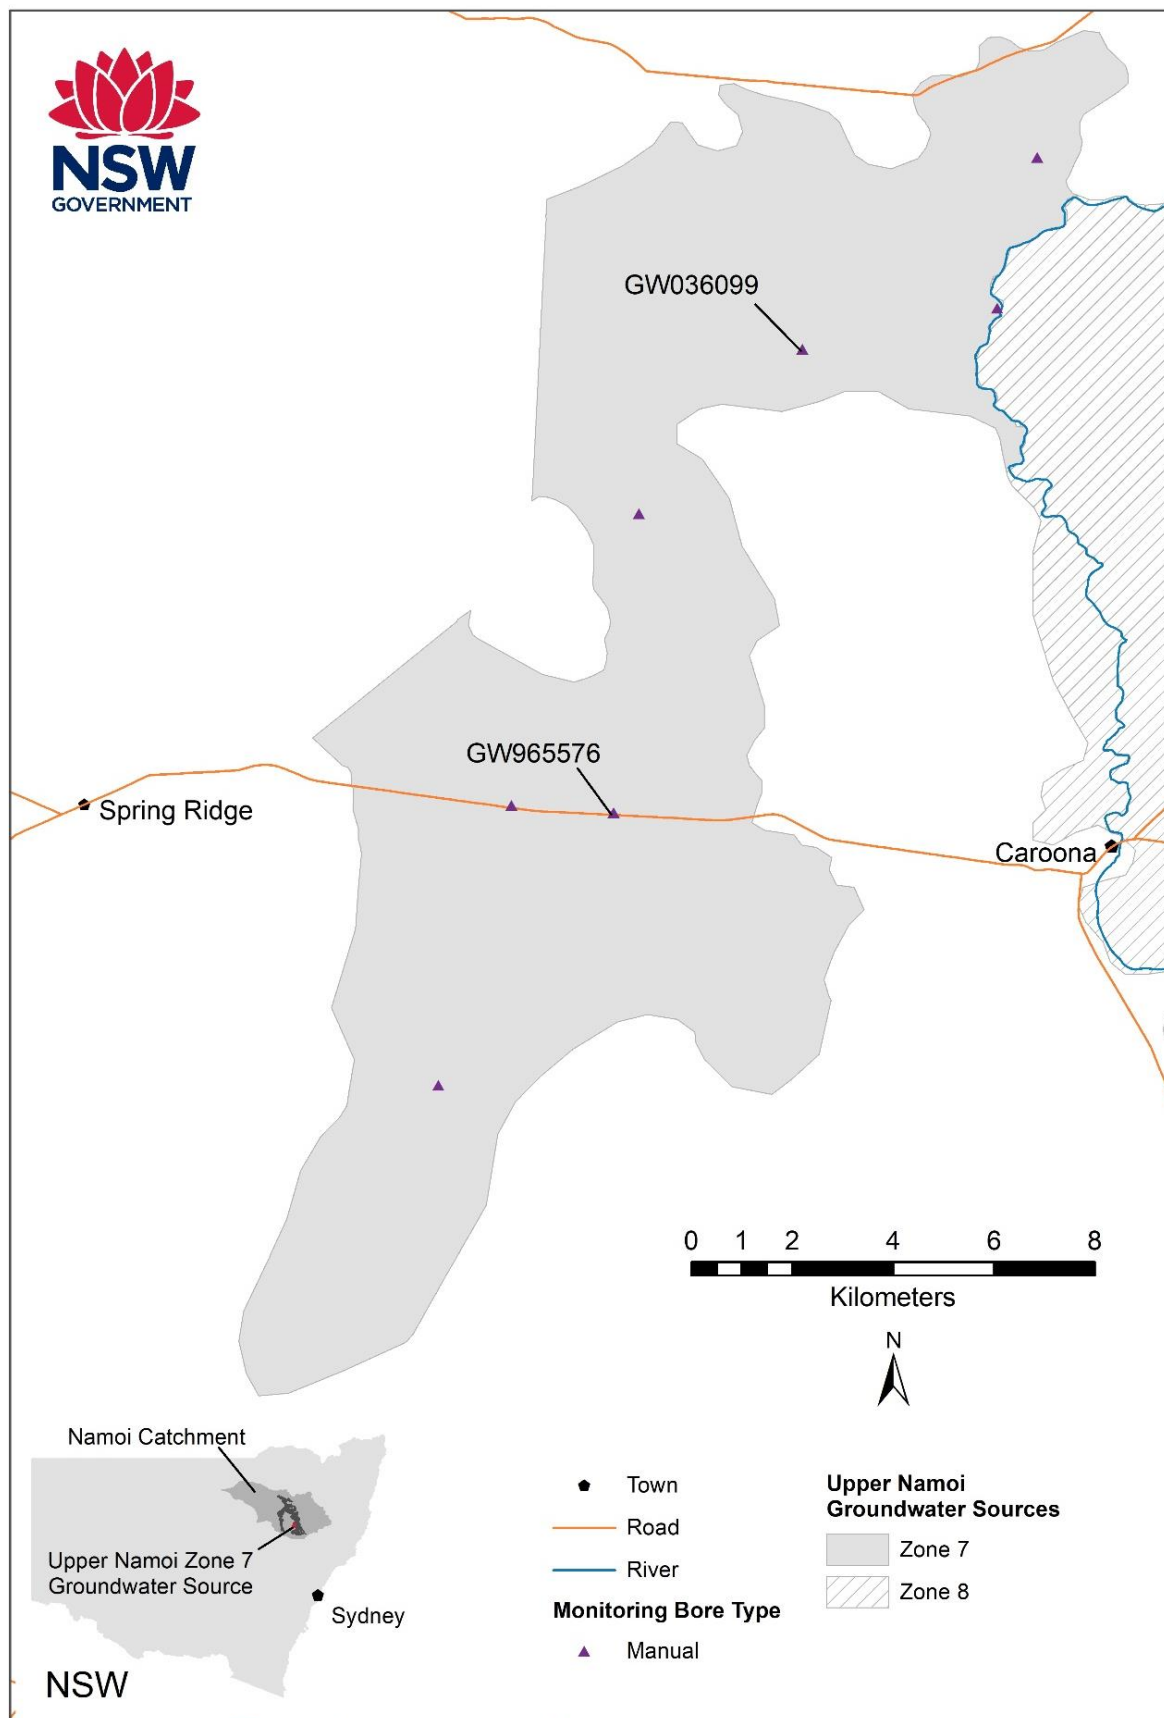 NSW
GOVERNMENT
GW036099
GW965576
Spring Ridge
Caroona
0 1 2 4 6 8
Kilometers
N
Namoi Catchment
Upper Namoi Zone 7
Groundwater Source
Sydney
NSW
Town
Road
River
Monitoring Bore Type
Manual
Upper Namoi
Groundwater Sources
Zone 7
Zone 8